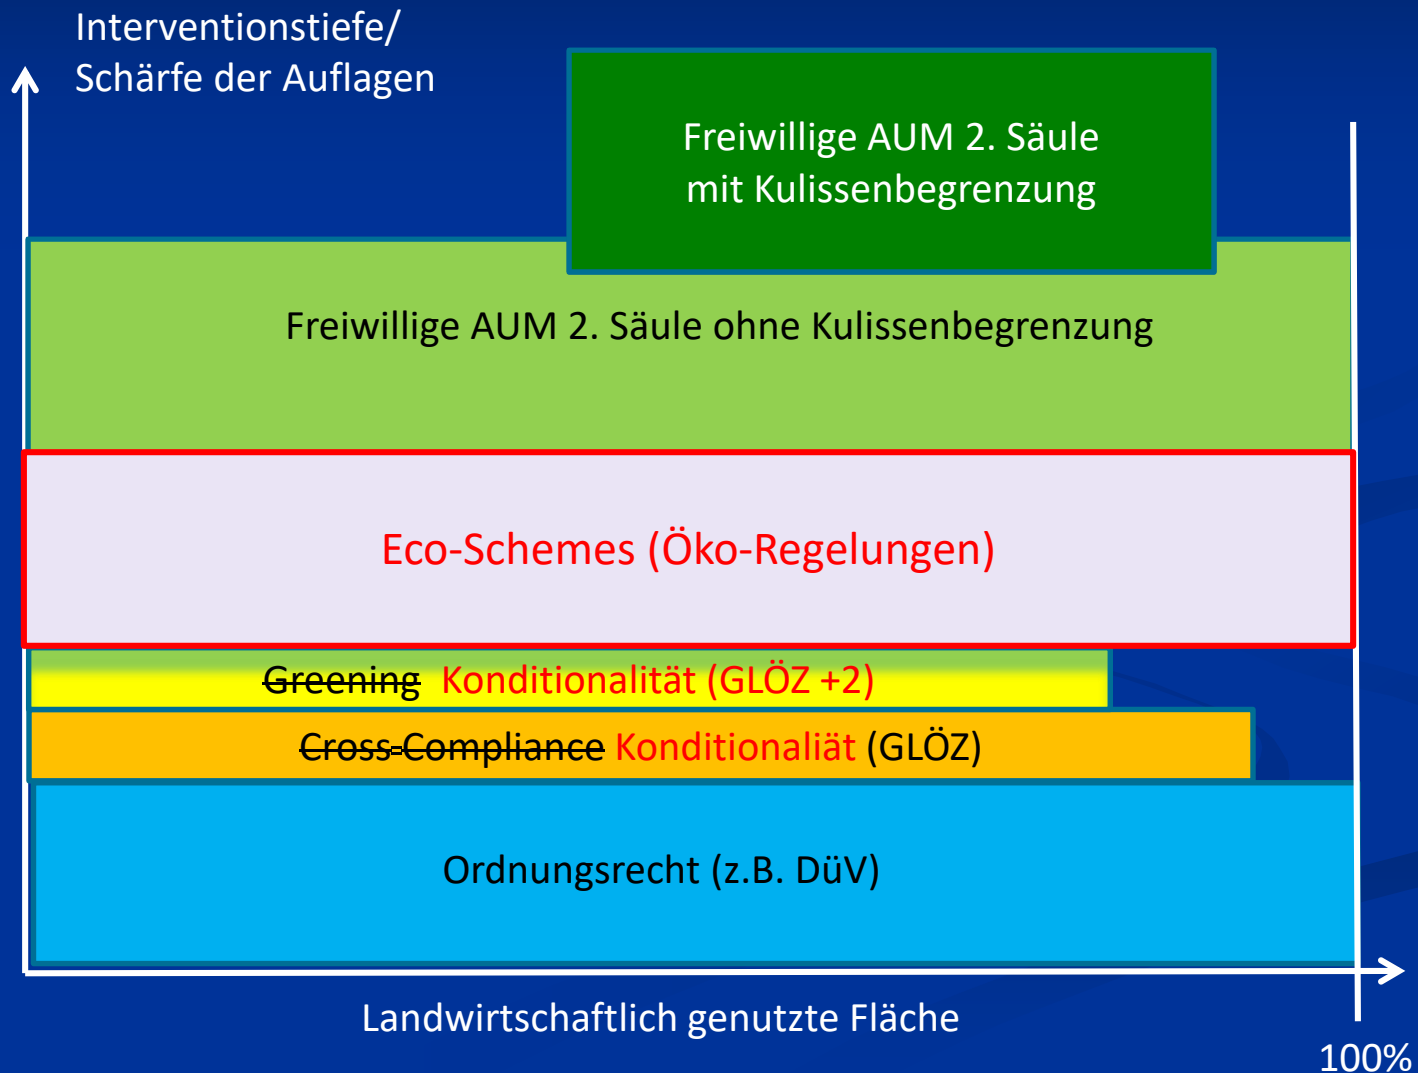 Interventionstiefe/
Schärfe der Auflagen
Freiwillige AUM 2. Säule
mit Kulissenbegrenzung
Freiwillige AUM 2. Säule ohne Kulissenbegrenzung
Eco-Schemes (Öko-Regelungen)
Greening Konditionalität (GLÖZ +2)
Cross-Compliance Konditionaliät (GLÖZ)
Ordnungsrecht (z.B. DüV)
Landwirtschaftlich genutzte Fläche
100%